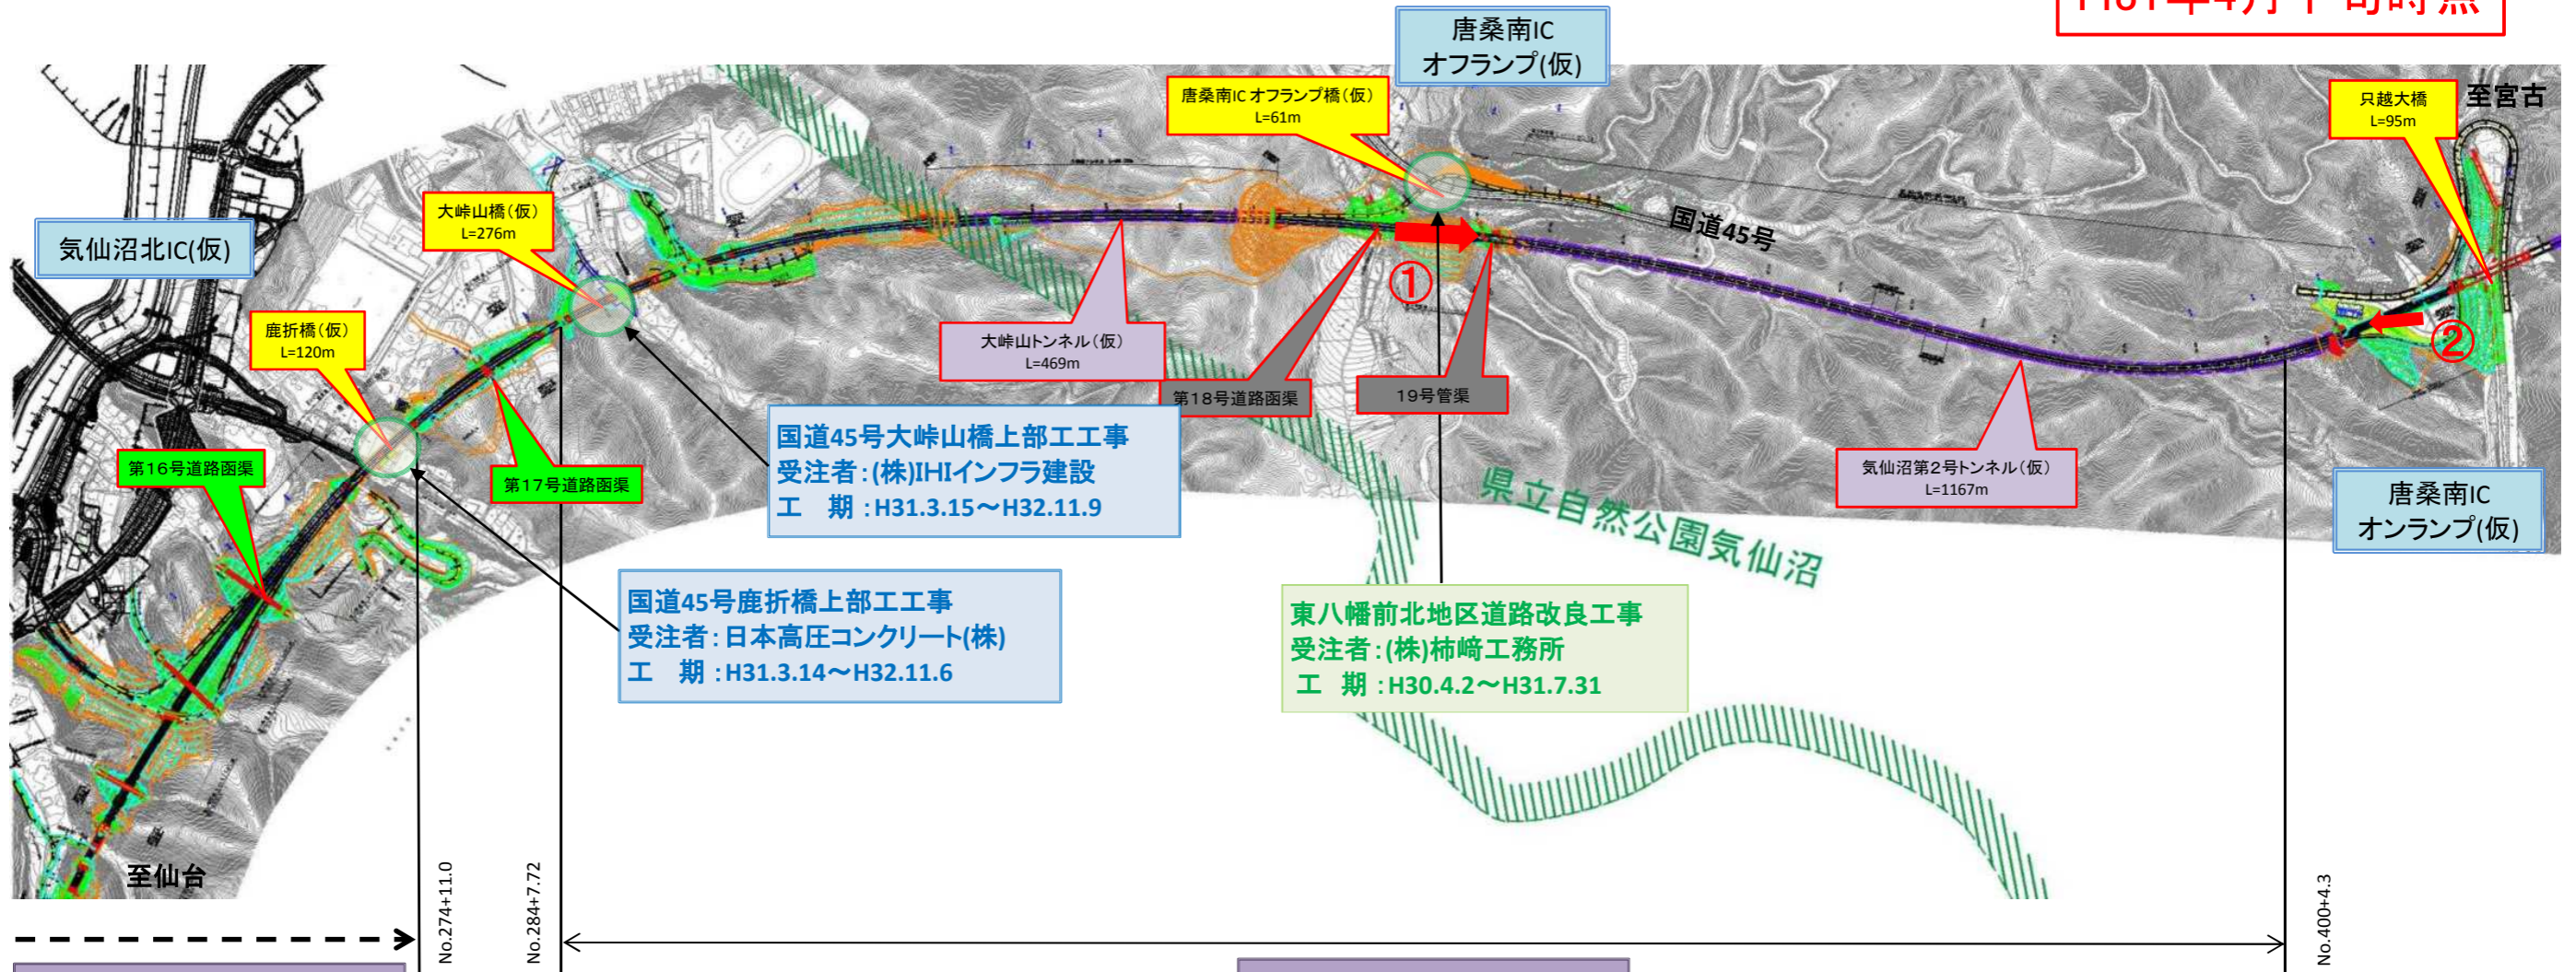 H31年4月下旬時点
唐桑南IC
オフランプ(仮)
唐桑南IC オフランプ橋(仮)
L=61m
只越大橋
L=95m
至宮古
大峠山橋(仮)
L=276m
気仙沼北IC(仮)
国道45号
①
②
鹿折橋(仮)
L=120m
大峠山トンネル(仮)
L=469m
第18号道路函渠
19号管渠
第16号道路函渠
第17号道路函渠
国道45号大峠山橋上部工工事
受注者:(株)IHIインフラ建設
工 期:H31.3.15～H32.11.9
気仙沼第2号トンネル(仮)
L=1167m
唐桑南IC
オンランプ(仮)
県立自然公園気仙沼
国道45号鹿折橋上部工工事
受注者:日本高圧コンクリート(株)
工 期:H31.3.14～H32.11.6
東八幡前北地区道路改良工事
受注者:(株)柿﨑工務所
工 期:H30.4.2～H31.7.31
至仙台
No.274+11.0
No.284+7.72
No.400+4.3